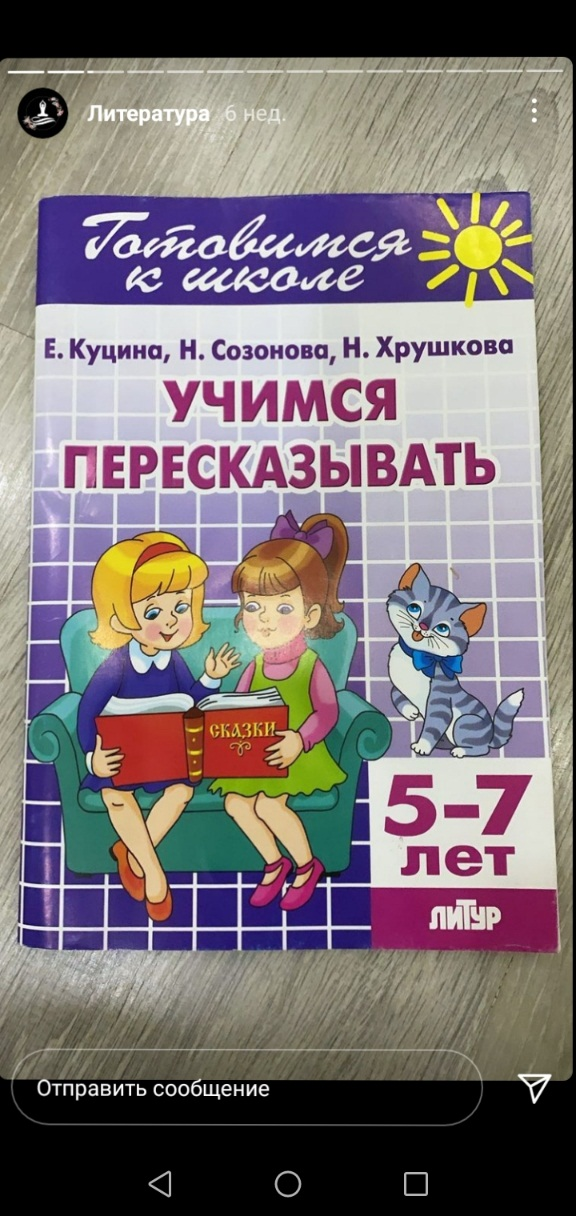 Литература 6 нед.
Готовимся
к школе
Е. Куцина, Н. Созонова, Н. Хрушкова
УЧИМСЯ
ПЕРЕСКАЗЫВАТЬ
СКАЗКИ
5-7
лет
ЛИТУР
Отправить сообщение